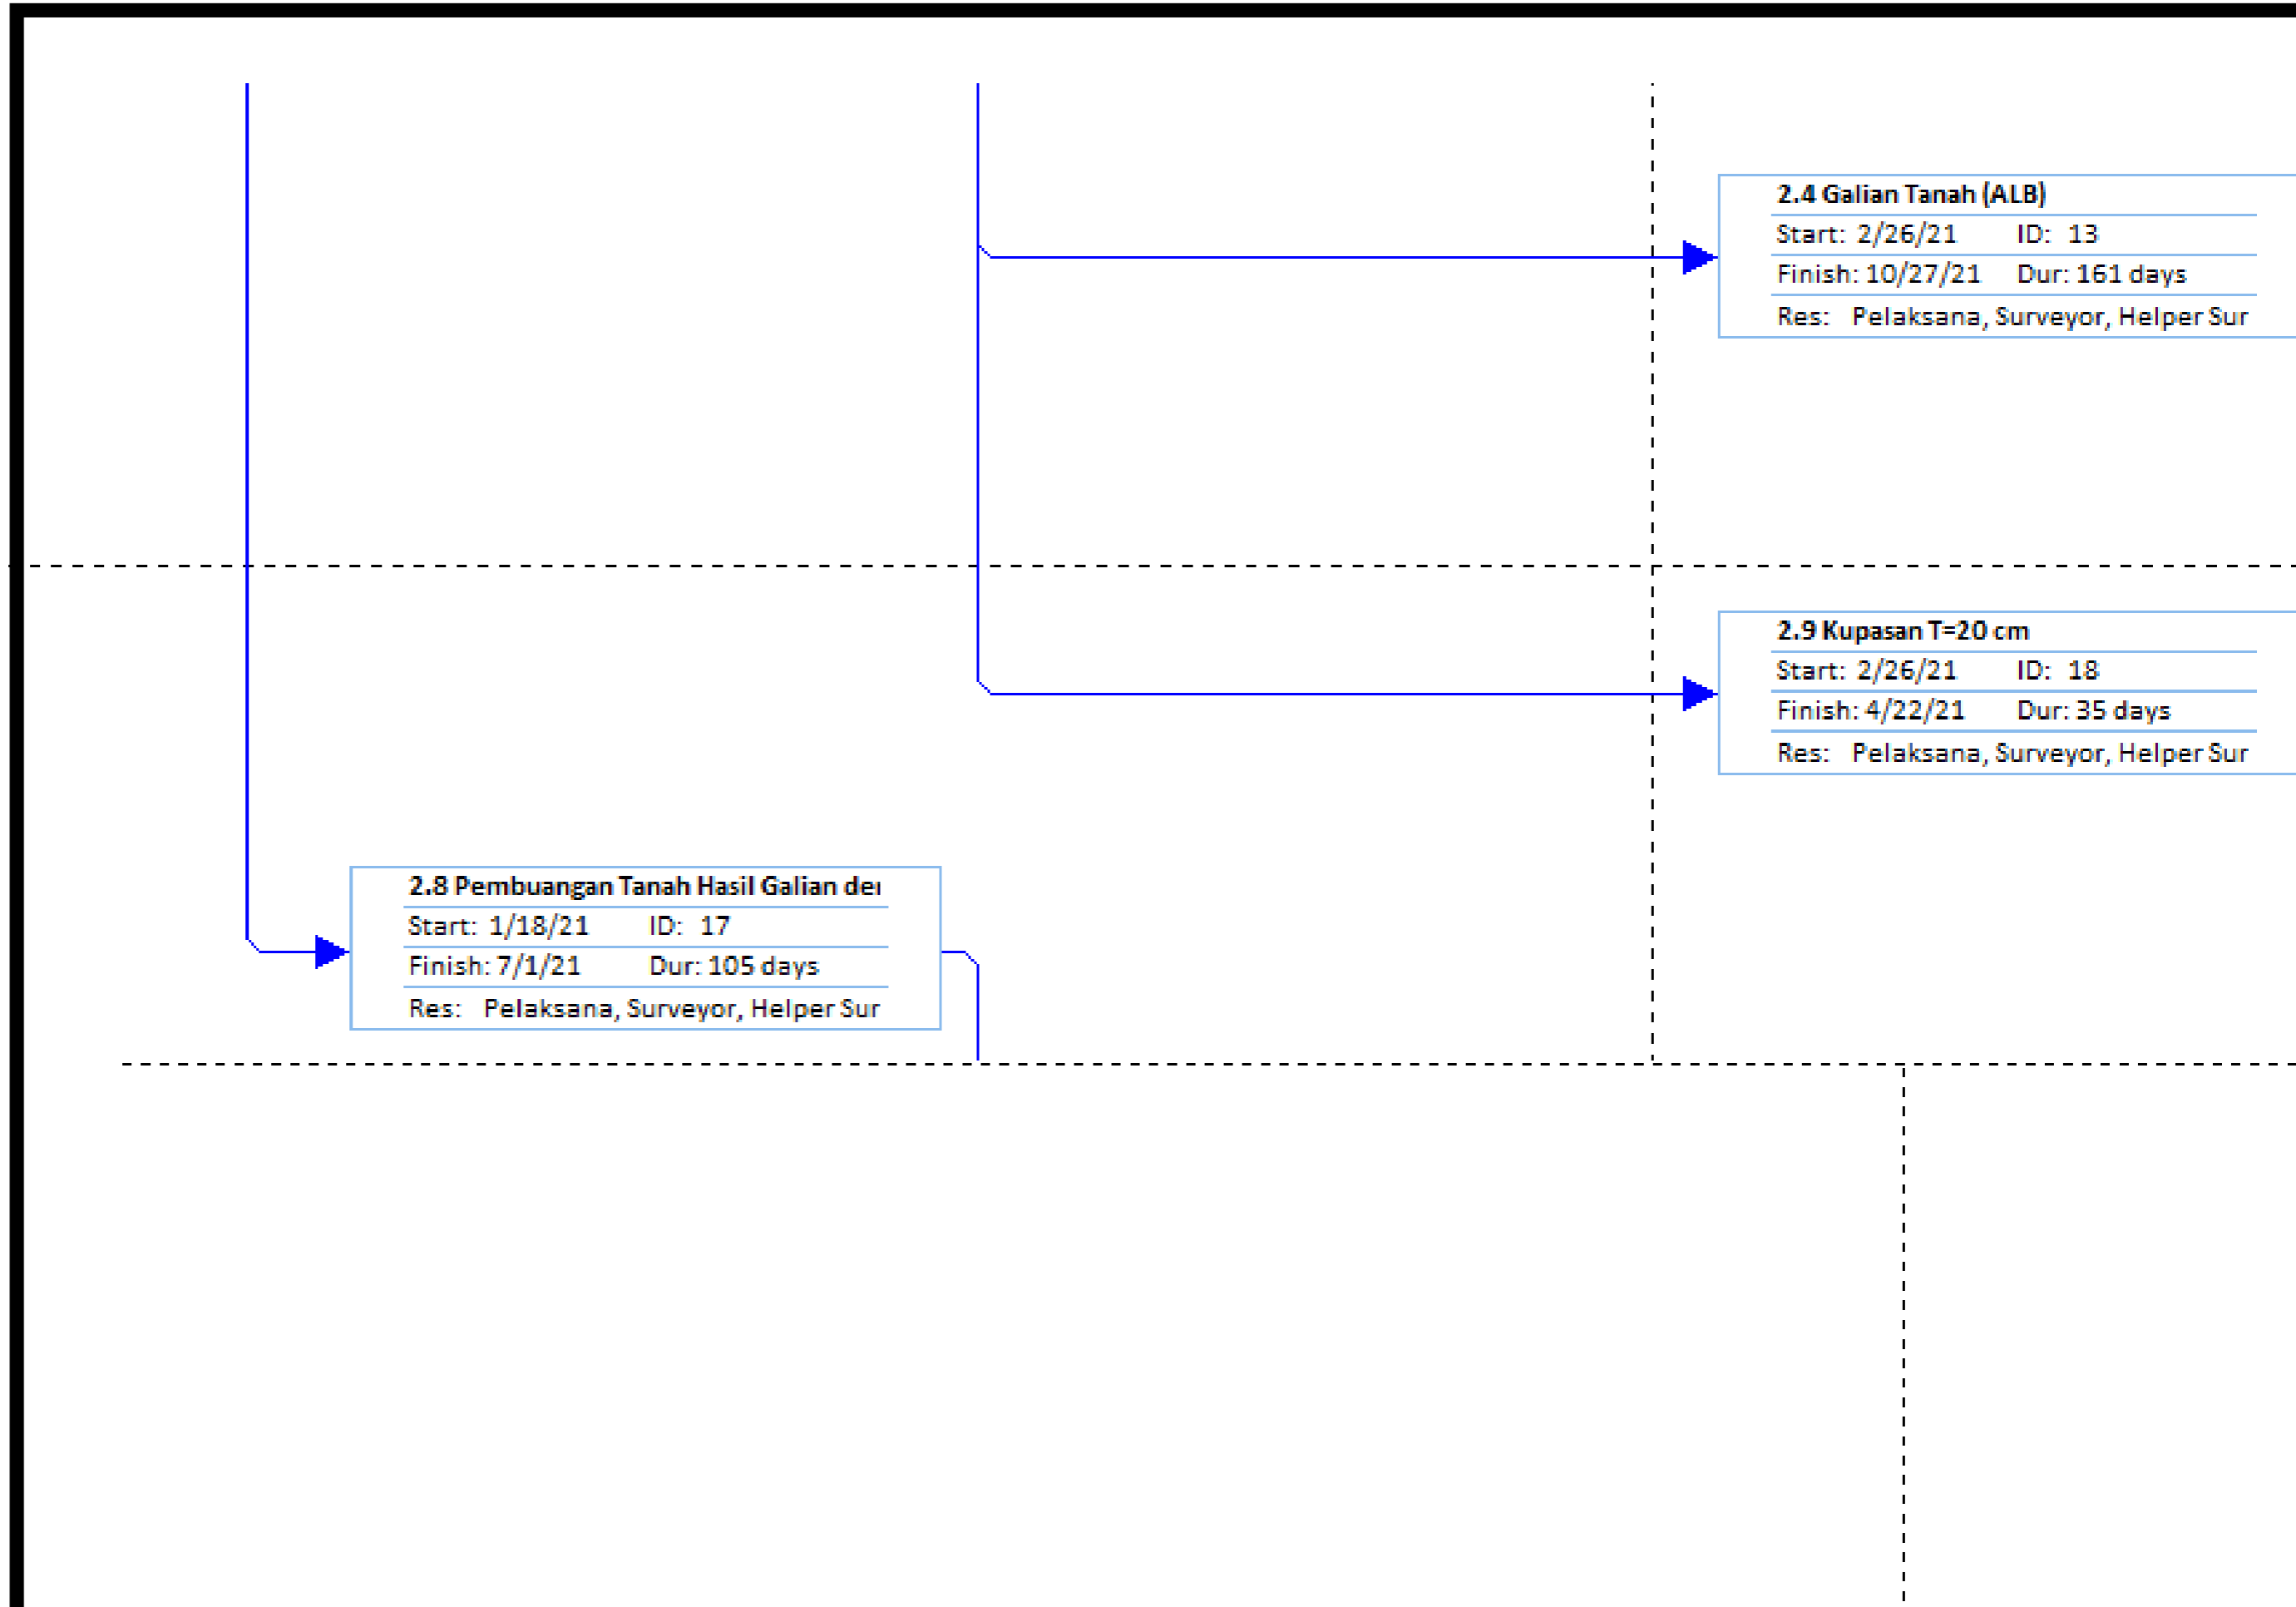 2.4 Galian Tanah (ALB)
Start: 2/26/21 ID: 13
Finish: 10/27/21 Dur: 161 days
Res: Pelaksana, Surveyor, Helper Sur
2.9 Kupasan T=20 cm
Start: 2/26/21 ID: 18
Finish: 4/22/21 Dur: 35 days
Res: Pelaksana, Surveyor, Helper Sur
2.8 Pembuangan Tanah Hasil Galian
Start: 1/18/21 ID: 17
Finish: 7/1/21 Dur: 105 days
Res: Pelaksana, Surveyor, Helper Sur